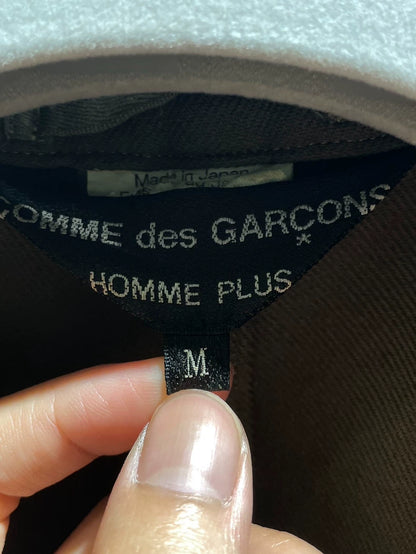 Made in Japan
COMME des GARÇONS
HOMME PLUS
M